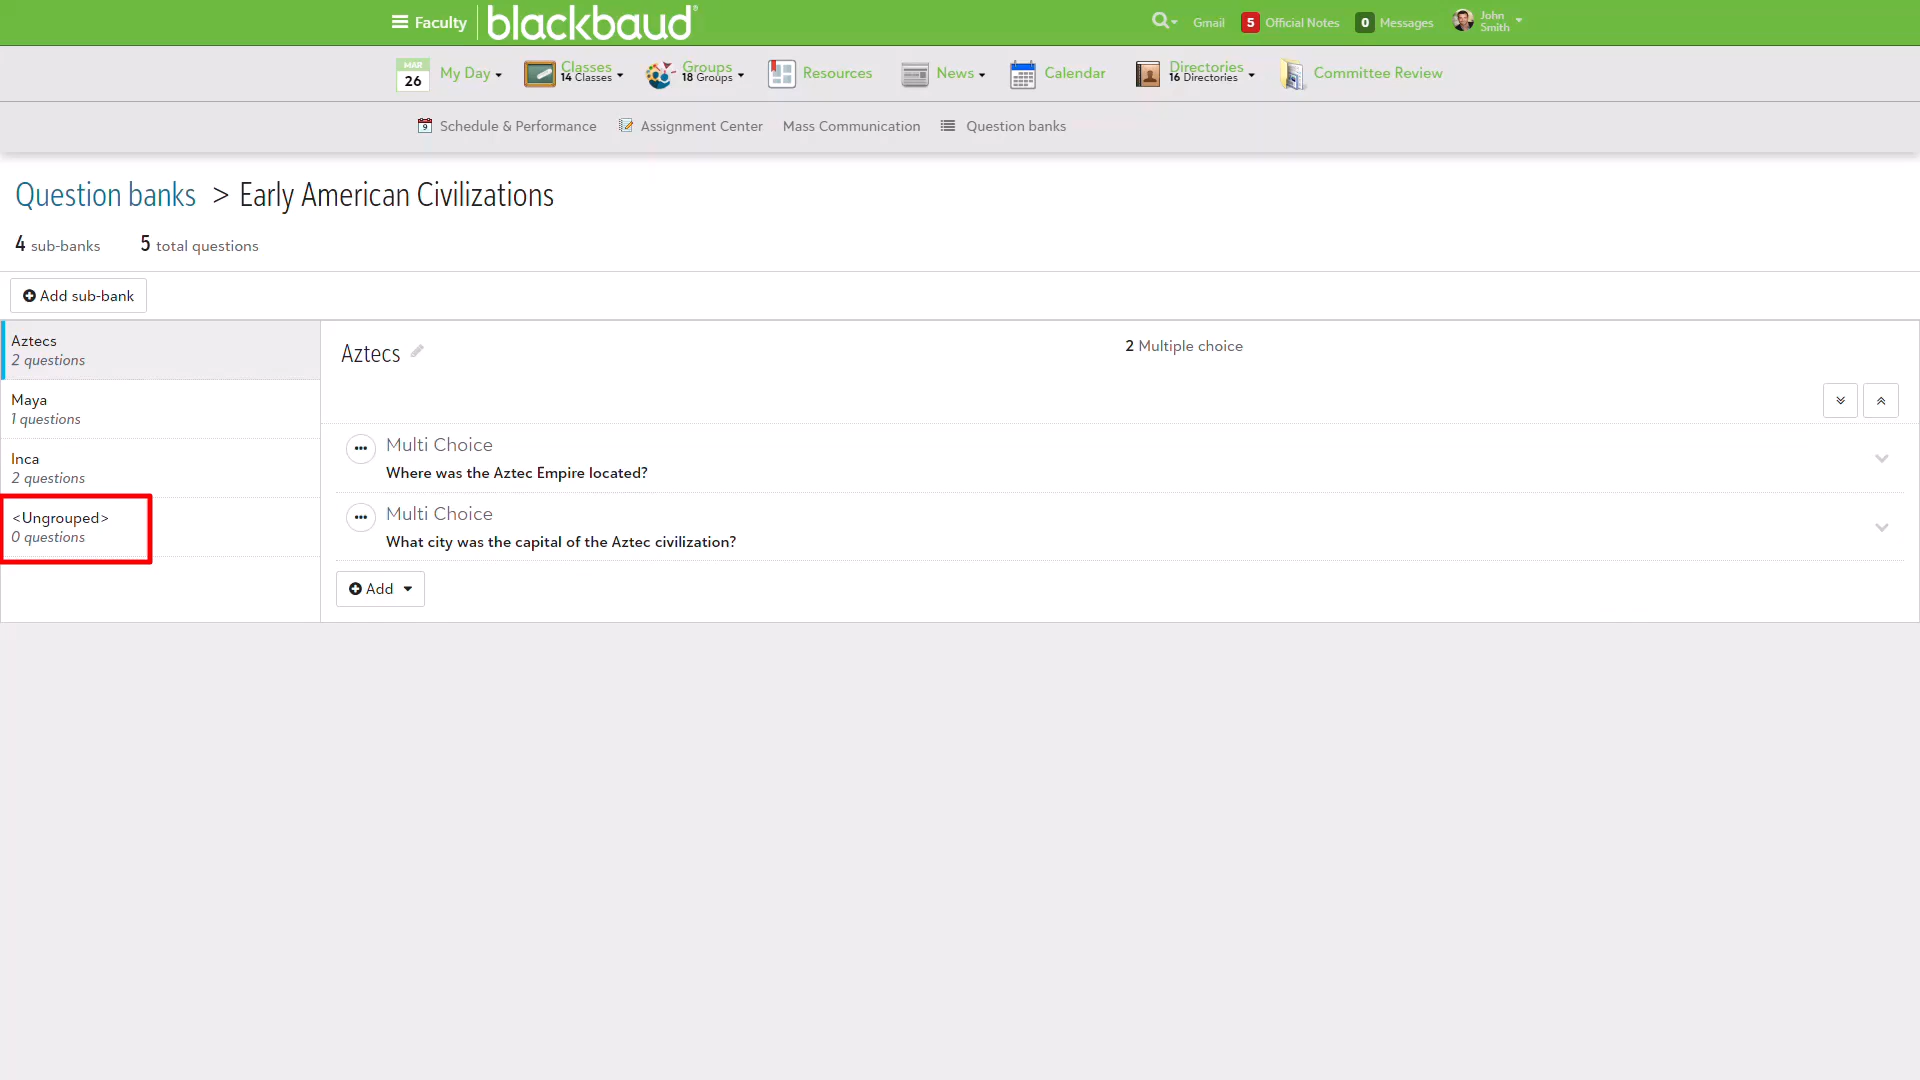 Faculty
blackbaud
Gmail
5 Official Notes
0 Messages
John
Smith
MAR
26
My Day
Classes
14 Classes
Groups
18 Groups
Resources
News
Calendar
Directories
16 Directories
Committee Review
9
Schedule & Performance
Assignment Center
Mass Communication
Question banks
Question banks > Early American Civilizations
4 sub-banks 5 total questions
Add sub-bank
Aztecs
2 questions
Maya
1 questions
Inca
2 questions
<Ungrouped>
0 questions
Aztecs
2 Multiple choice
Multi Choice
Where was the Aztec Empire located?
Multi Choice
What city was the capital of the Aztec civilization?
Add